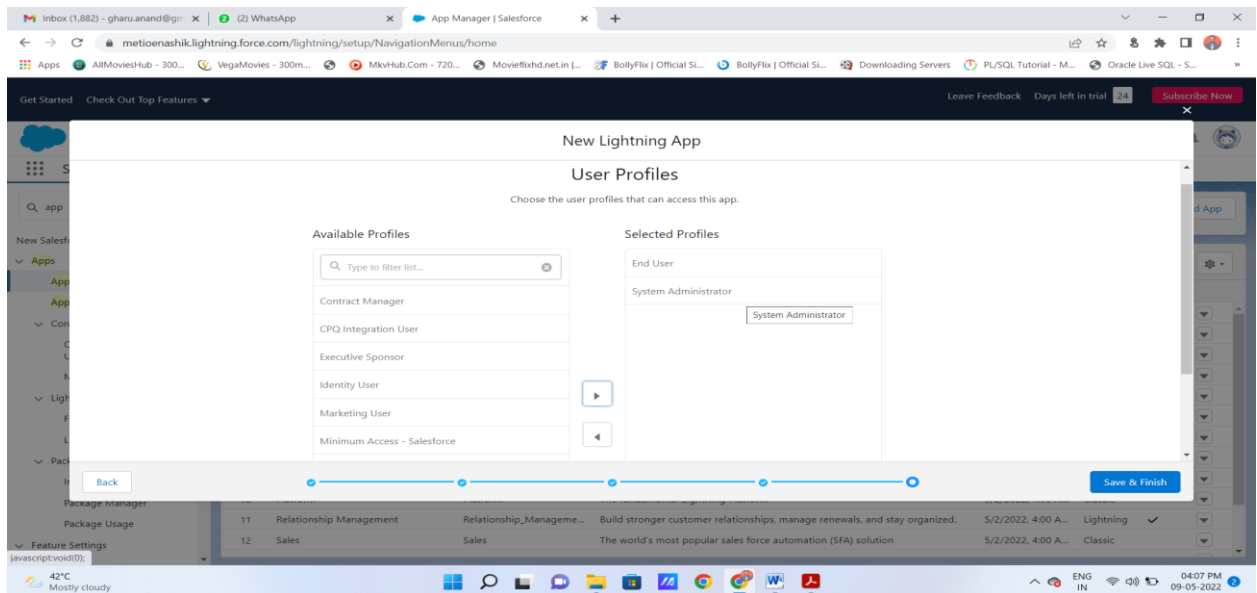 Inbox (1,882) - gharu.anand@gm
(2) WhatsApp
App Manager | Salesforce
metioenashik.lightning.force.com/lightning/setup/NavigationMenus/home
Apps AllMoviesHub - 300... VegaMovies - 300m... MkvHub.Com - 720... Movieflixhd.net.in |... BollyFlix | Official Si... BollyFlix | Official Si... Downloading Servers PL/SQL Tutorial - M... Oracle Live SQL - S... »
Get Started Check Out Top Features Leave Feedback Days left in trial 24 Subscribe Now
New Lightning App
S
User Profiles
app
Choose the user profiles that can access this app.
d App
Available Profiles
Selected Profiles
New Salesf
Apps
Type to filter list...
End User
App
System Administrator
App
Contract Manager
System Administrator
Con
CPQ Integration User
Executive Sponsor
Identity User
Ligh
Marketing User
Minimum Access - Salesforce
Pack
Back
Save & Finish
Package Manager
11 Relationship Management Relationship_Manageme... Build stronger customer relationships, manage renewals, and stay organized. 5/2/2022, 4:00 A... Lightning
Package Usage
12 Sales Sales The world's most popular sales force automation (SFA) solution 5/2/2022, 4:00 A... Classic
Feature Settings
javascript:void(0);
42°C
Mostly cloudy
ENG
IN
04:07 PM
09-05-2022
2